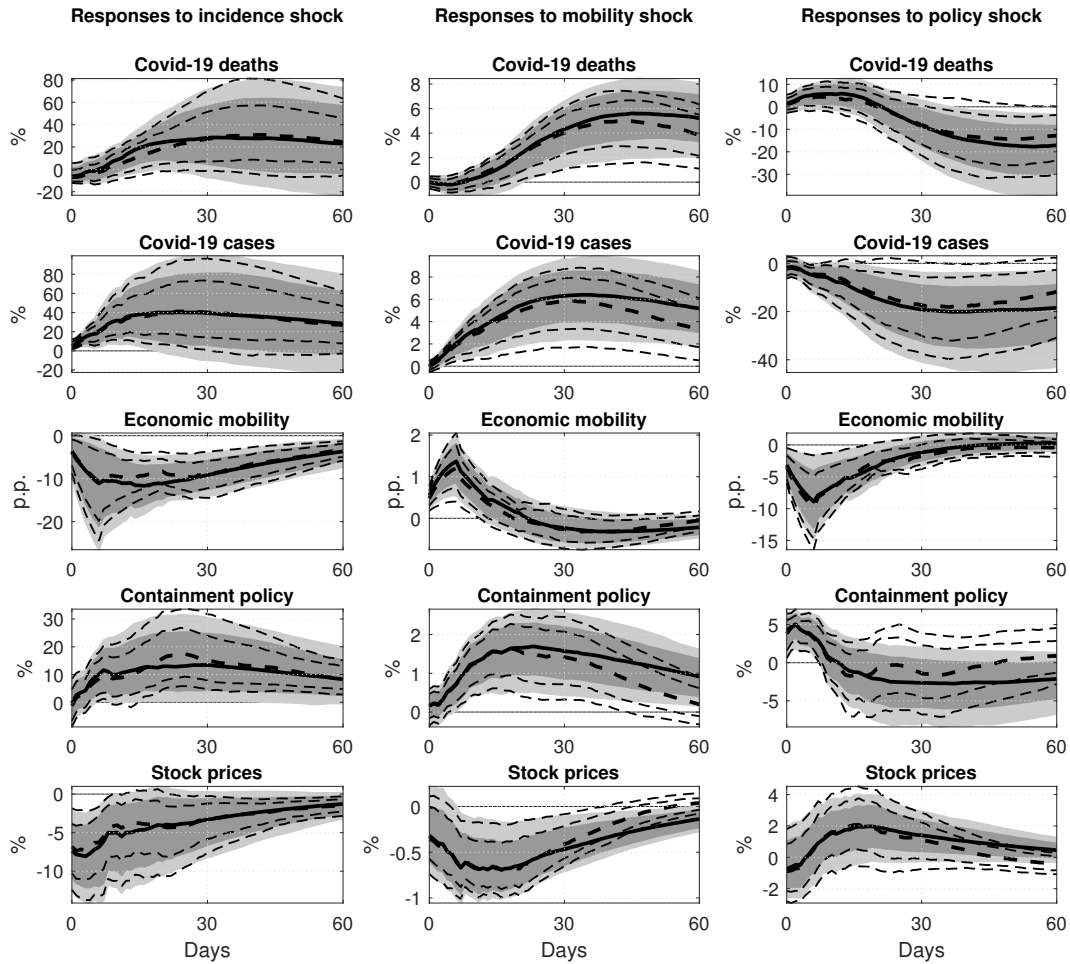 Responses to incidence shock Responses to mobility shock Responses to policy shock
Covid-19 deaths Covid-19 deaths Covid-19 deaths
80
60
40
20
0
-20
%
0 30 60
8
6
4
2
0
%
0 30 60
10
0
-10
-20
-30
%
0 30 60
Covid-19 cases Covid-19 cases Covid-19 cases
80
60
40
20
0
-20
%
0 30 60
8
6
4
2
0
%
0 30 60
0
-20
-40
%
0 30 60
Economic mobility Economic mobility Economic mobility
0
-10
-20
p.p.
0 30 60
2
1
0
p.p.
0 30 60
0
-5
-10
-15
p.p.
0 30 60
Containment policy Containment policy Containment policy
30
20
10
0
%
0 30 60
2
1
0
%
0 30 60
5
0
-5
%
0 30 60
Stock prices Stock prices Stock prices
0
-5
-10
%
0 30 60
Days
0
-0.5
-1
%
0 30 60
Days
4
2
0
-2
%
0 30 60
Days